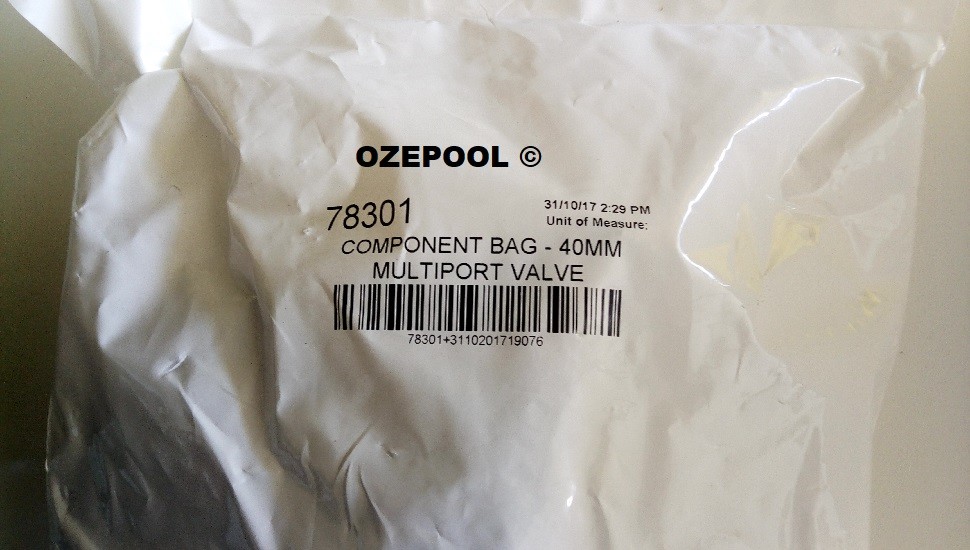 OZEPOOL ©
78301
31/10/17 2:29 PM
Unit of Measure:
COMPONENT BAG - 40MM
MULTIPORT VALVE
78301+3110201719076